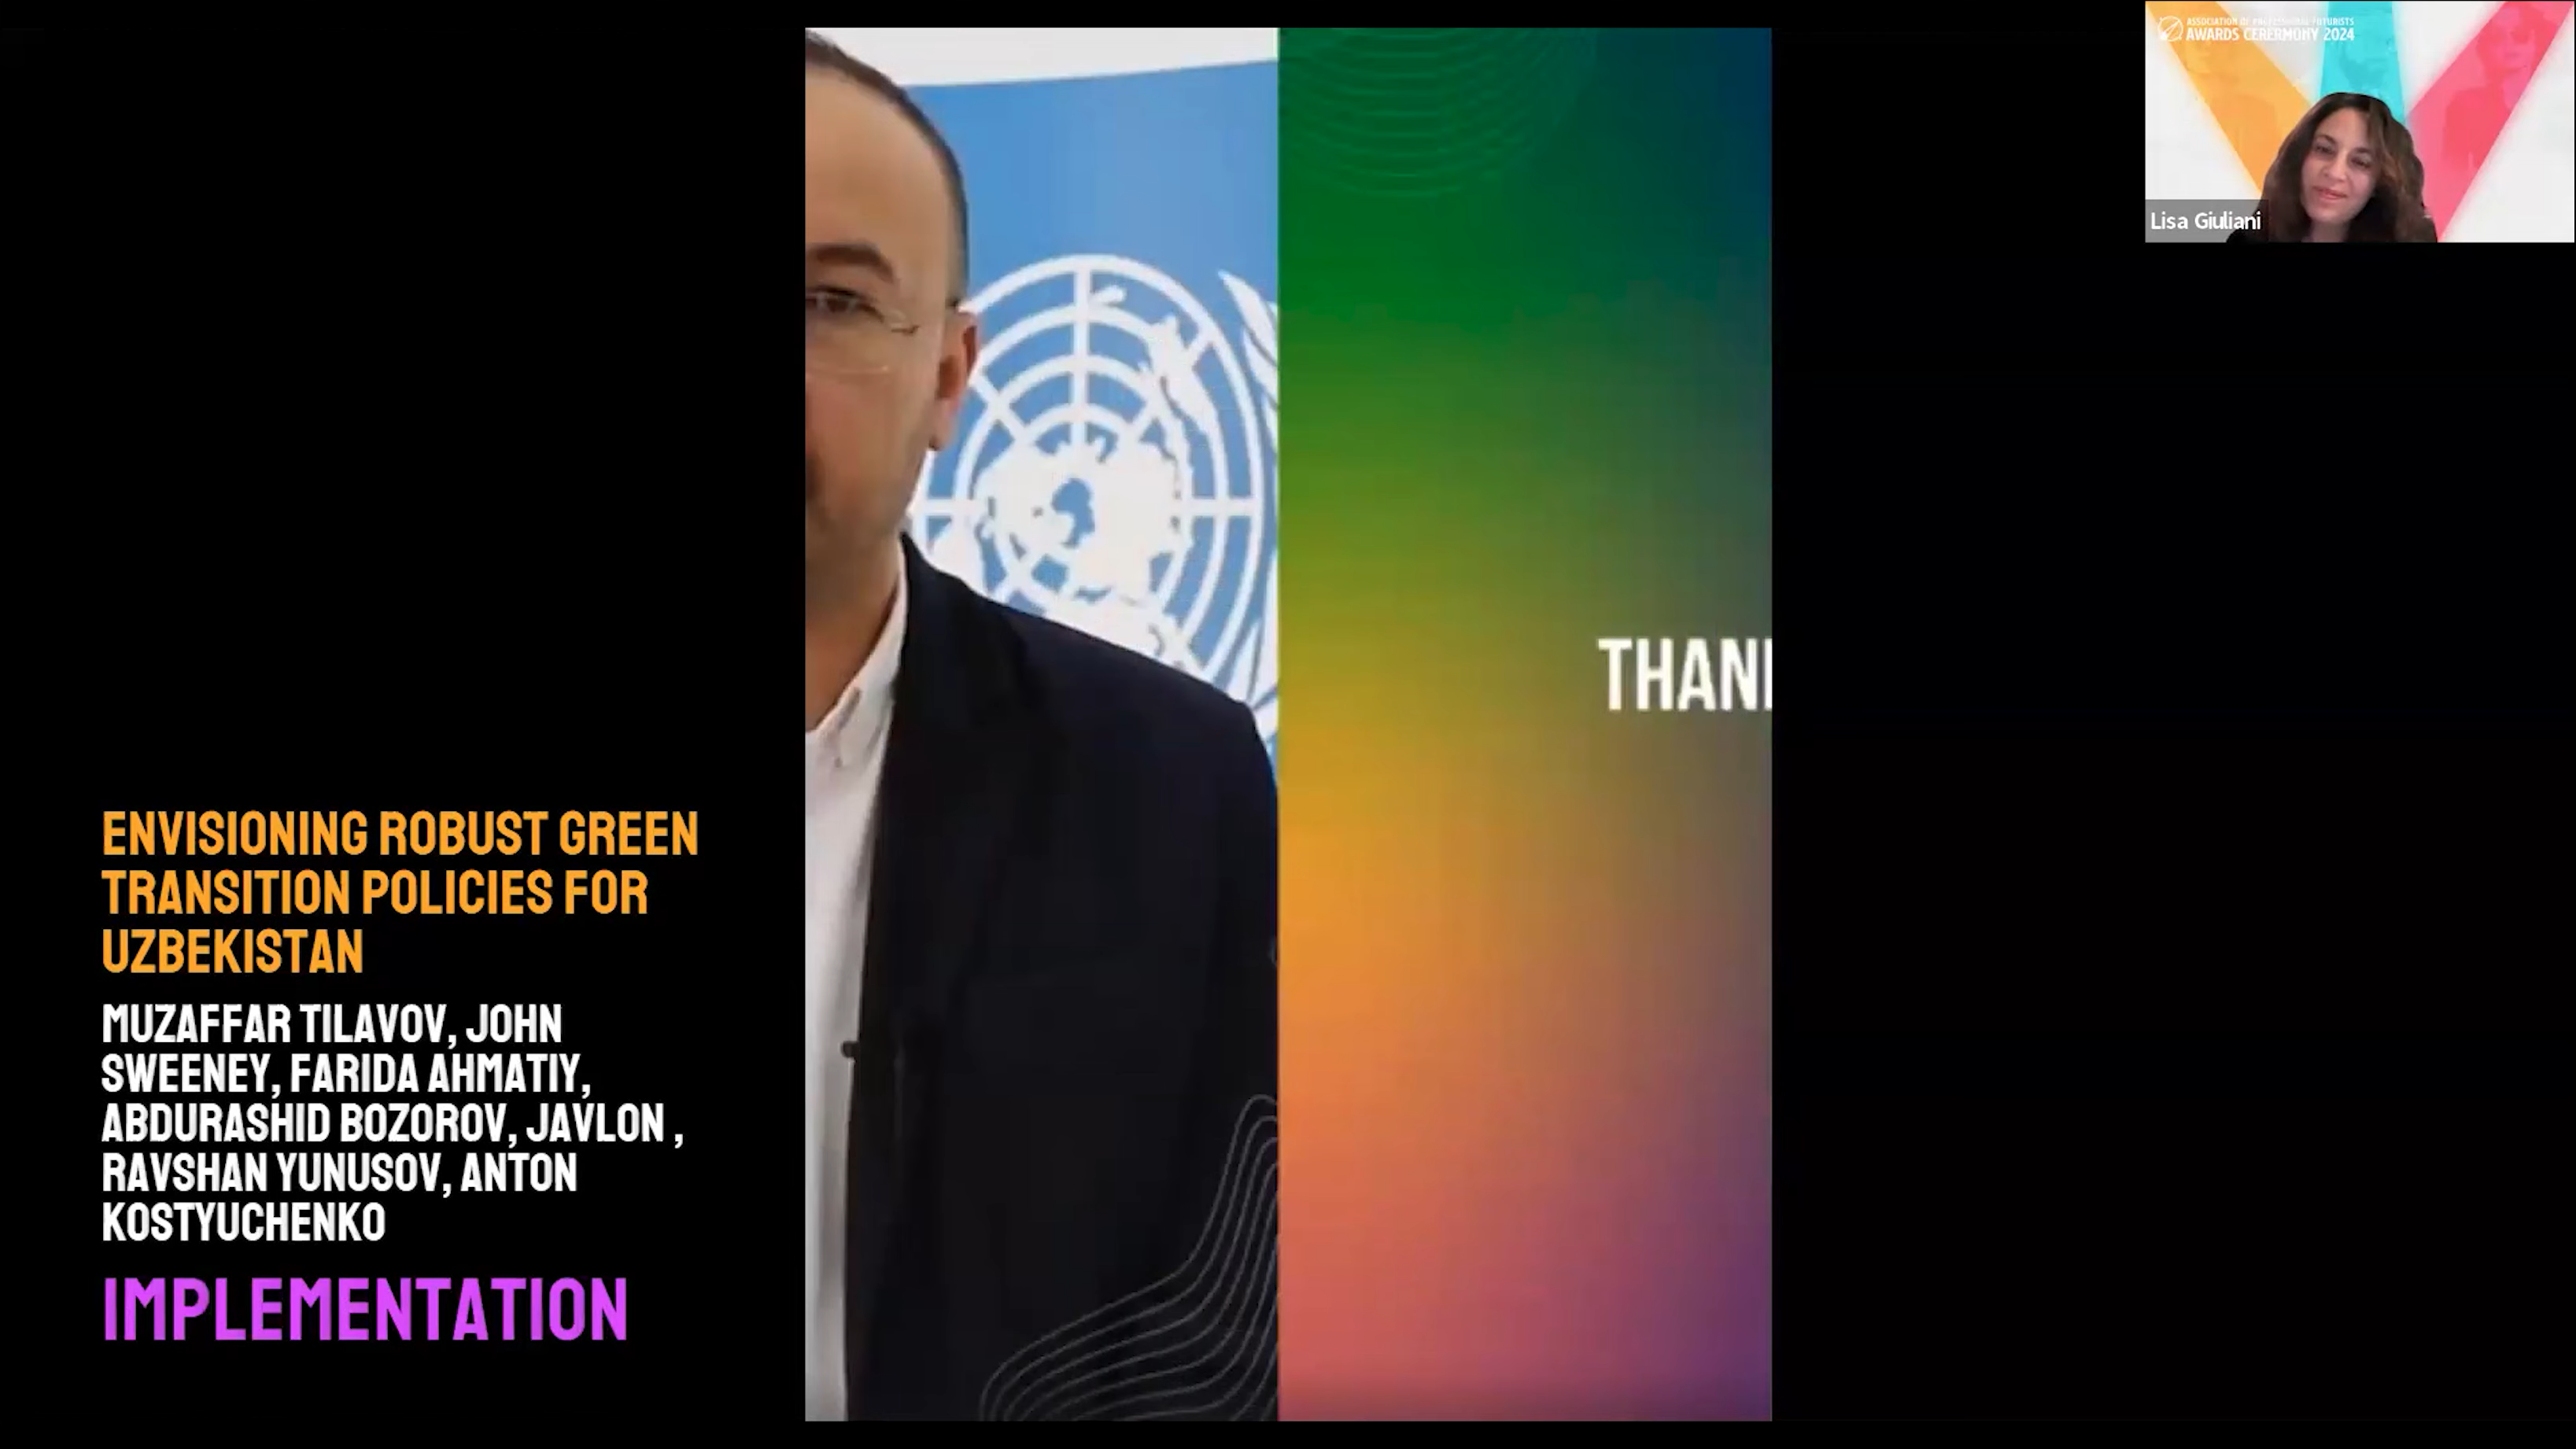 ENVISIONING ROBUST GREEN
TRANSITION POLICIES FOR
UZBEKISTAN
MUZAFFAR TILAVOV, JOHN
SWEENEY, FARIDA AHMATIY,
ABDURASHID BOZOROV, JAVLON ,
RAVSHAN YUNUSOV, ANTON
KOSTYUCHENKO
IMPLEMENTATION
THAN
ASSOCIATION OF PROFESSIONAL FUTURISTS
AWARDS CEREMONY 2024
Lisa Giuliani